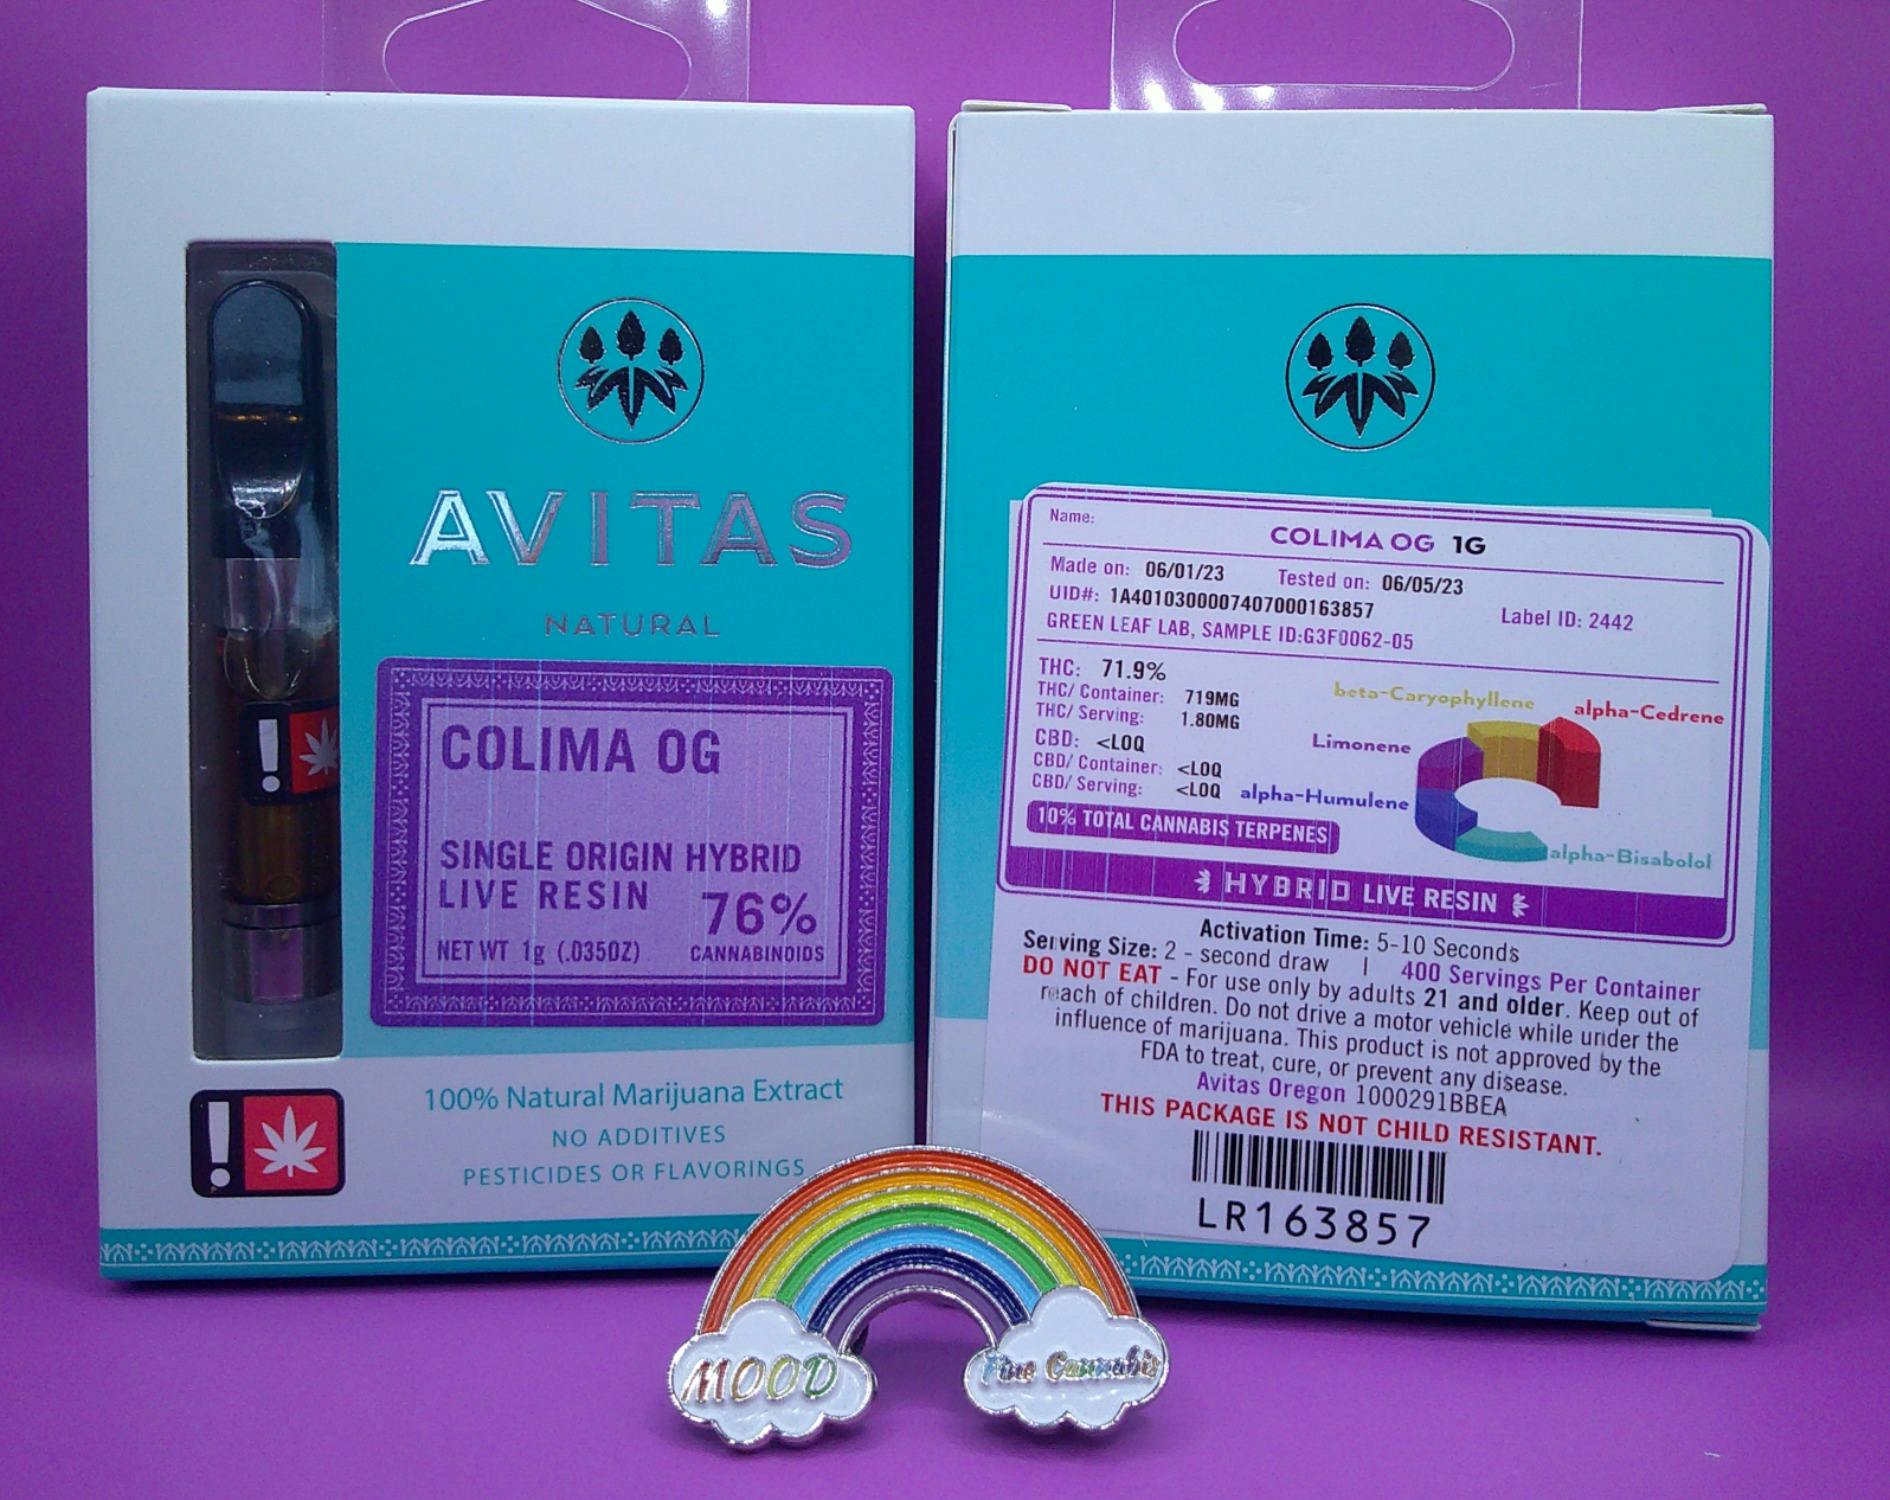 AVITAS
NATURAL
COLIMA OG
SINGLE ORIGIN HYBRID
LIVE RESIN
76%
NET WT 1g (.035OZ)
CANNABINOIDS
!
!
100% Natural Marijuana Extract
NO ADDITIVES
PESTICIDES OR FLAVORINGS
Name:
COLIMA OG 1G
Made on: 06/01/23 Tested on: 06/05/23
UID#: 1A4010300007407000163857
Label ID: 2442
GREEN LEAF LAB, SAMPLE ID:G3F0062-05
THC: 71.9%
THC/ Container: 719MG
THC/ Serving: 1.80MG
CBD: <LOQ
CBD/ Container: <LOQ
CBD/ Serving: <LOQ
10% TOTAL CANNABIS TERPENES
beta-Caryophyllene
alpha-Cedrene
Limonene
alpha-Humulene
alpha-Bisabolol
HYBRID LIVE RESIN
Activation Time: 5-10 Seconds
Serving Size: 2 - second draw | 400 Servings Per Container
DO NOT EAT - For use only by adults 21 and older. Keep out of
reach of children. Do not drive a motor vehicle while under the
influence of marijuana. This product is not approved by the
FDA to treat, cure, or prevent any disease.
Avitas Oregon 1000291BBEA
THIS PACKAGE IS NOT CHILD RESISTANT.
LR163857
MOOD
Fine Cannabis